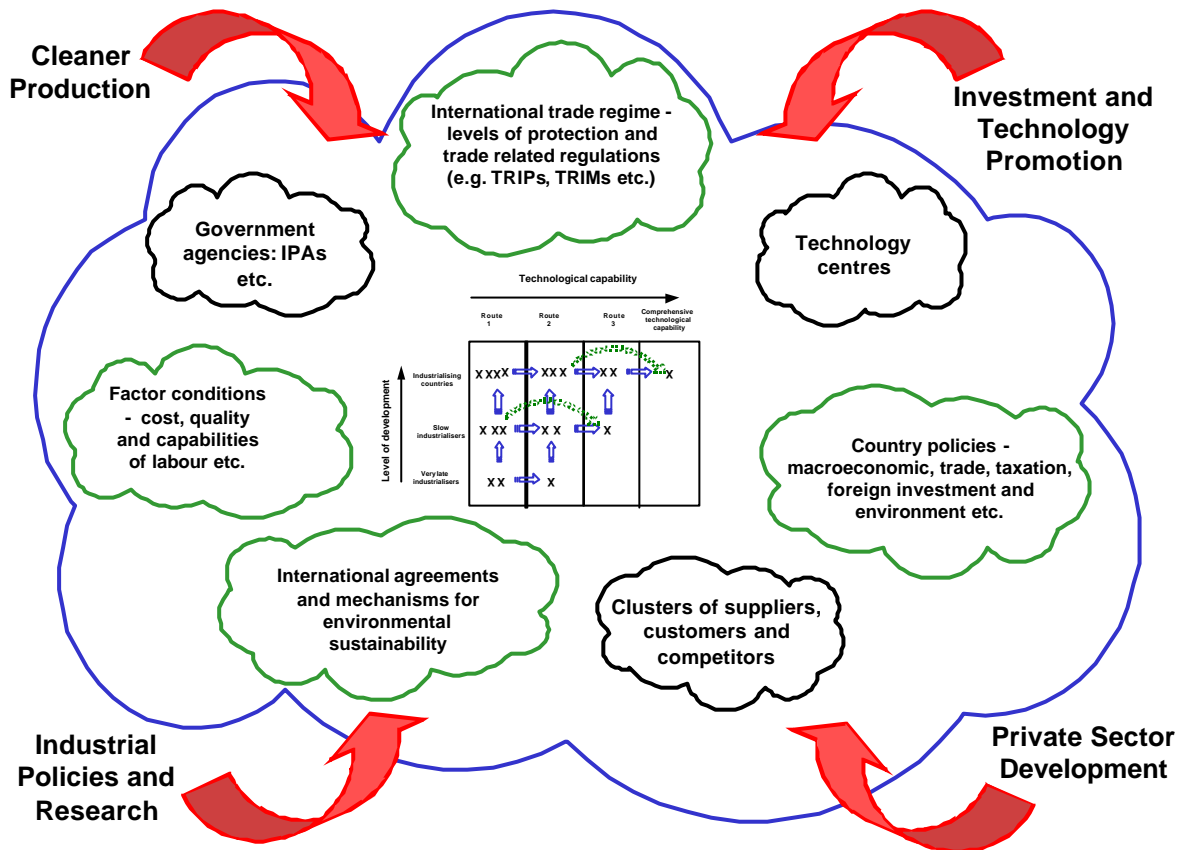 Cleaner
Production
Investment and
Technology
Promotion
International trade regime -
levels of protection and
trade related regulations
(e.g. TRIPs, TRIMs etc.)
Government
agencies: IPAs
etc.
Technology
centres
Technological capability
Route
1
Route
2
Route
3
Comprehensive
technological
capability
Level of development
Industrialising
countries
X XX X
X X X
X X
X
Slow
industrialisers
X XX
X X
X
Very late
industrialisers
X X
X
Factor conditions
- cost, quality
and capabilities
of labour etc.
Country policies -
macroeconomic, trade, taxation,
foreign investment and
environment etc.
International agreements
and mechanisms for
environmental
sustainability
Clusters of suppliers,
customers and
competitors
Industrial
Policies and
Research
Private Sector
Development